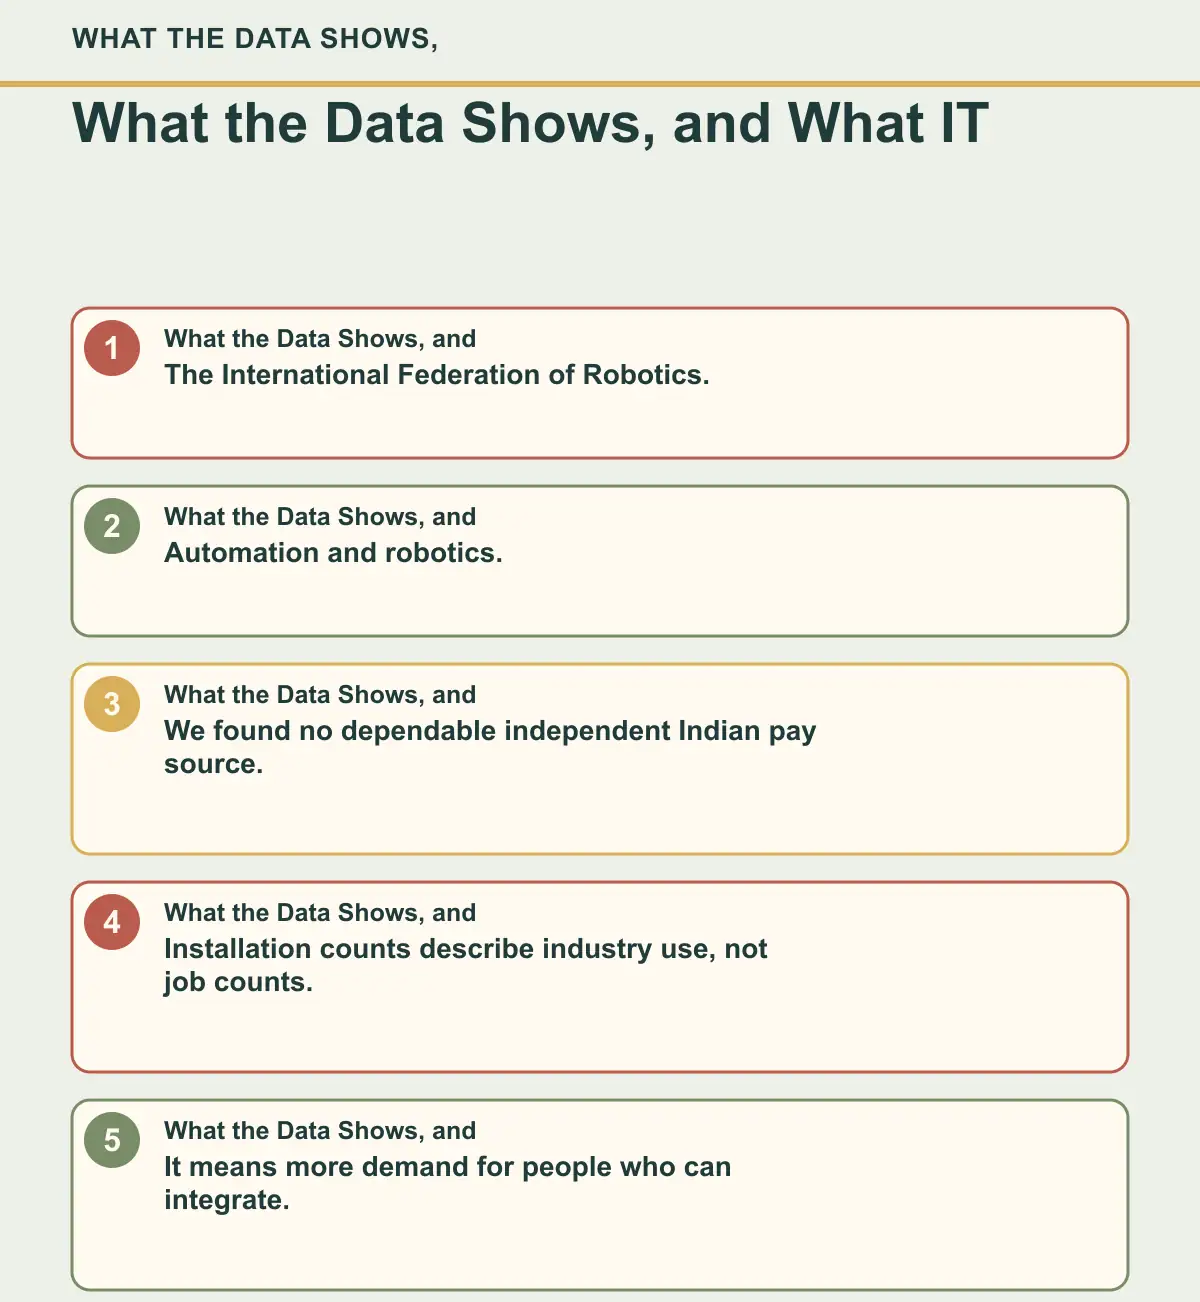 WHAT THE DATA SHOWS,
What the Data Shows, and What IT
1
What the Data Shows, and
The International Federation of Robotics.
2
What the Data Shows, and
Automation and robotics.
3
What the Data Shows, and
We found no dependable independent Indian pay
source.
4
What the Data Shows, and
Installation counts describe industry use, not
job counts.
5
What the Data Shows, and
It means more demand for people who can
integrate.